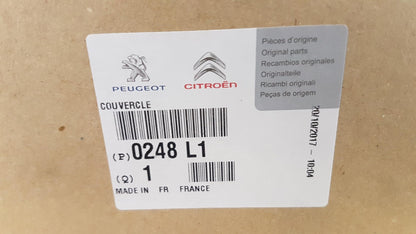 PEUGEOT
CITROËN
Pièces d'origine
Original parts
Recambios originales
Originalteile
Ricambi originali
Peças de origem
COUVERCLE
(P) 0248 L1
(Q) 1
MADE IN FR FRANCE
20/10/2017 - 10:04